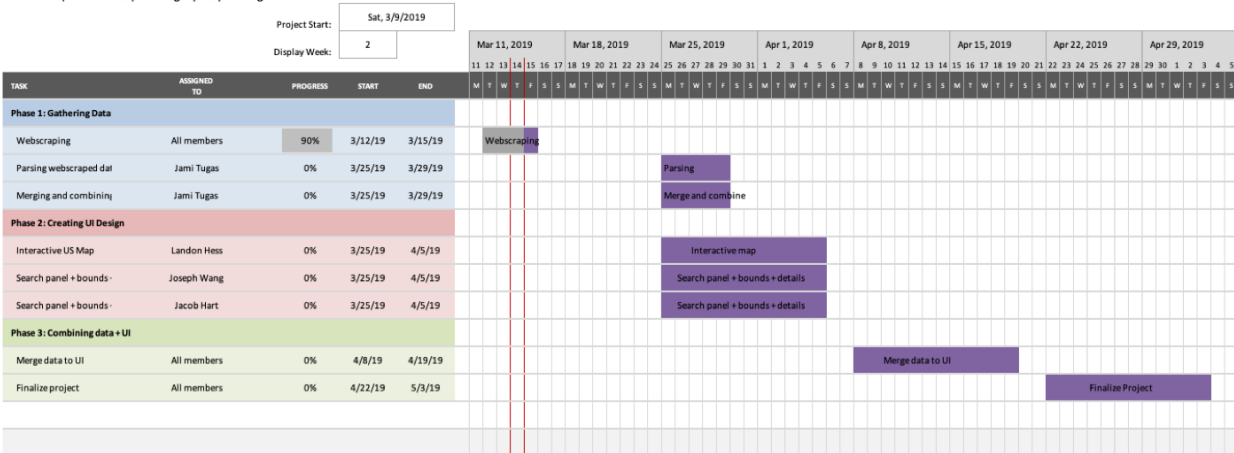 Project Start: Sat, 3/9/2019
Display Week: 2
Mar 11, 2019 Mar 18, 2019 Mar 25, 2019 Apr 1, 2019 Apr 8, 2019 Apr 15, 2019 Apr 22, 2019 Apr 29, 2019
11 12 13 14 15 16 17 18 19 20 21 22 23 24 25 26 27 28 29 30 31 1 2 3 4 5 6 7 8 9 10 11 12 13 14 15 16 17 18 19 20 21 22 23 24 25 26 27 28 29 30 1 2 3 4 5
TASK ASSIGNED TO PROGRESS START END M T W T F S S M T W T F S S M T W T F S S M T W T F S S M T W T F S S M T W T F S S M T W T F S S M T W T F S S
Phase 1: Gathering Data
Webscraping All members 90% 3/12/19 3/15/19 Webscraping
Parsing webscraped dat Jami Tugas 0% 3/25/19 3/29/19 Parsing
Merging and combining Jami Tugas 0% 3/25/19 3/29/19 Merge and combine
Phase 2: Creating UI Design
Interactive US Map Landon Hess 0% 3/25/19 4/5/19 Interactive map
Search panel + bounds Joseph Wang 0% 3/25/19 4/5/19 Search panel + bounds + details
Search panel + bounds Jacob Hart 0% 3/25/19 4/5/19 Search panel + bounds + details
Phase 3: Combining data + UI
Merge data to UI All members 0% 4/8/19 4/19/19 Merge data to UI
Finalize project All members 0% 4/22/19 5/3/19 Finalize Project